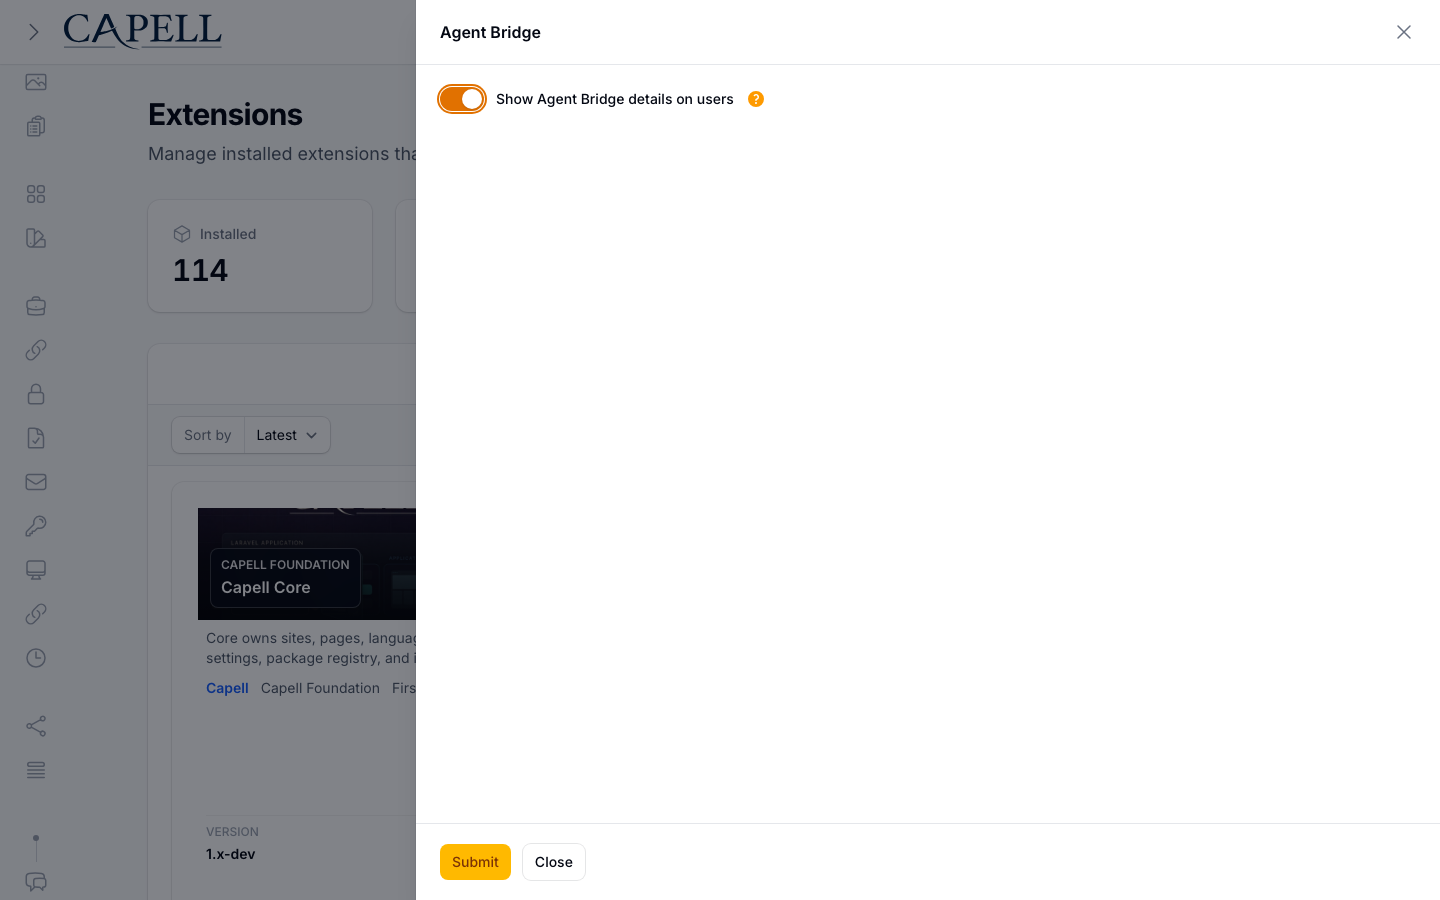 CAPELL
Agent Bridge
Show Agent Bridge details on users ?
Extensions
Manage installed extensions tha
Installed
114
Sort by Latest
LARAVEL APPLICATION
CAPELL FOUNDATION
Capell Core
Core owns sites, pages, languag
settings, package registry, and i
Capell Capell Foundation Firs
VERSION
1.x-dev
Submit Close